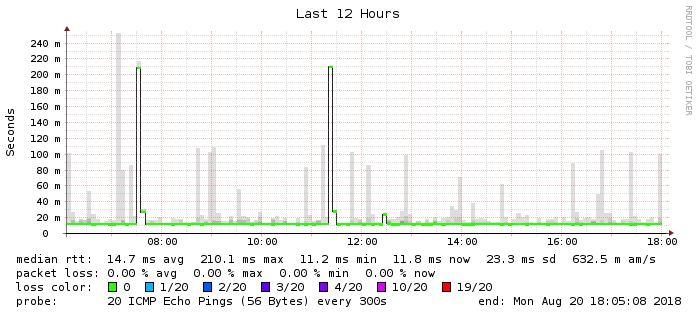 Last 12 Hours
RRDTOOL / TOBI OETIKER
Seconds
240 m
220 m
200 m
180 m
160 m
140 m
120 m
100 m
80 m
60 m
40 m
20 m
0
08:00 10:00 12:00 14:00 16:00 18:00
median rtt: 14.7 ms avg 210.1 ms max 11.2 ms min 11.8 ms now 23.3 ms sd 632.5 m am/s
packet loss: 0.00 % avg 0.00 % max 0.00 % min 0.00 % now
loss color: 0 1/20 2/20 3/20 4/20 10/20 19/20
probe: 20 ICMP Echo Pings (56 Bytes) every 300s end: Mon Aug 20 18:05:08 2018